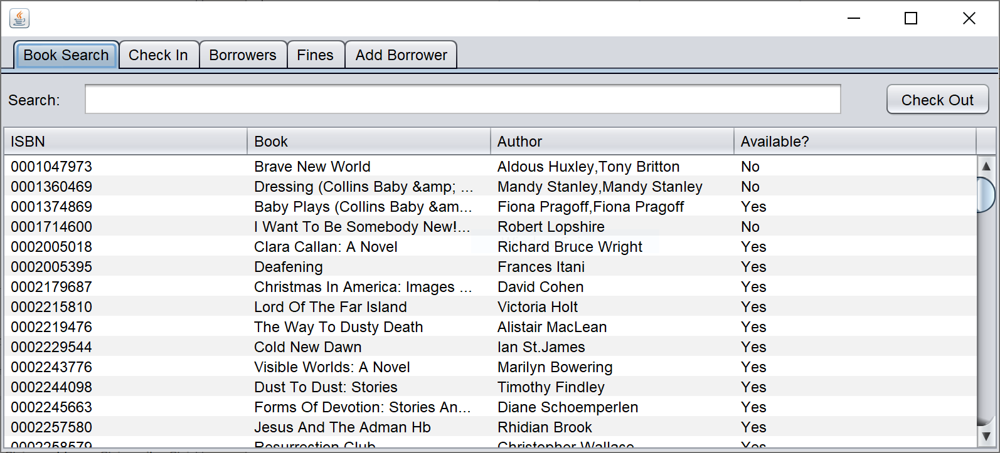 Book Search Check In Borrowers Fines Add Borrower
Search: Check Out
ISBN Book Author Available?
0001047973 Brave New World Aldous Huxley,Tony Britton No
0001360469 Dressing (Collins Baby &amp; ... Mandy Stanley,Mandy Stanley No
0001374869 Baby Plays (Collins Baby &am... Fiona Pragoff,Fiona Pragoff Yes
0001714600 I Want To Be Somebody New!... Robert Lopshire No
0002005018 Clara Callan: A Novel Richard Bruce Wright Yes
0002005395 Deafening Frances Itani Yes
0002179687 Christmas In America: Images ... David Cohen Yes
0002215810 Lord Of The Far Island Victoria Holt Yes
0002219476 The Way To Dusty Death Alistair MacLean Yes
0002229544 Cold New Dawn Ian St.James Yes
0002243776 Visible Worlds: A Novel Marilyn Bowering Yes
0002244098 Dust To Dust: Stories Timothy Findley Yes
0002245663 Forms Of Devotion: Stories An... Diane Schoemperlen Yes
0002257580 Jesus And The Adman Hb Rhidian Brook Yes
0002258579 Resurrection Club Christopher Wallace Yes